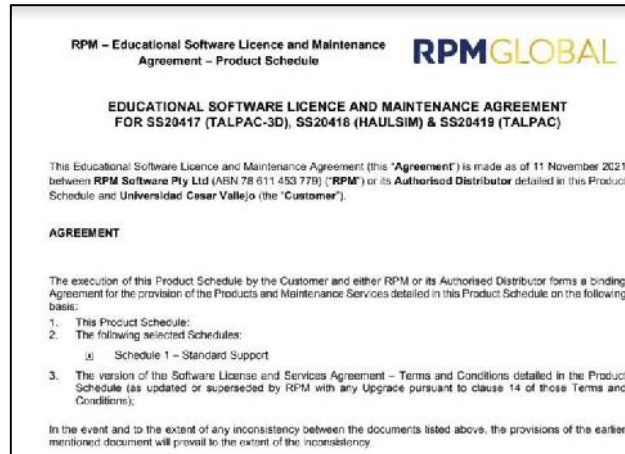 RPM – Educational Software Licence and Maintenance
Agreement – Product Schedule
RPMGLOBAL
EDUCATIONAL SOFTWARE LICENCE AND MAINTENANCE AGREEMENT
FOR SS20417 (TALPAC-3D), SS20418 (HAULSIM) & SS20419 (TALPAC)
This Educational Software Licence and Maintenance Agreement (this “Agreement”) is made as of 11 November 2021
between RPM Software Pty Ltd (ABN 78 611 453 779) (“RPM”) or its Authorised Distributor detailed in this Product
Schedule and Universidad Cesar Vallejo (the “Customer”).
AGREEMENT
The execution of this Product Schedule by the Customer and either RPM or its Authorised Distributor forms a binding
Agreement for the provision of the Products and Maintenance Services detailed in this Product Schedule on the following
basis:
1. This Product Schedule:
2. The following selected Schedules:
x Schedule 1 – Standard Support
3. The version of the Software License and Services Agreement – Terms and Conditions detailed in the Product
Schedule (as updated or superseded by RPM with any Upgrade pursuant to clause 14 of those Terms and
Conditions);
In the event and to the extent of any inconsistency between the documents listed above, the provisions of the earlier
mentioned document will prevail to the extent of the inconsistency.